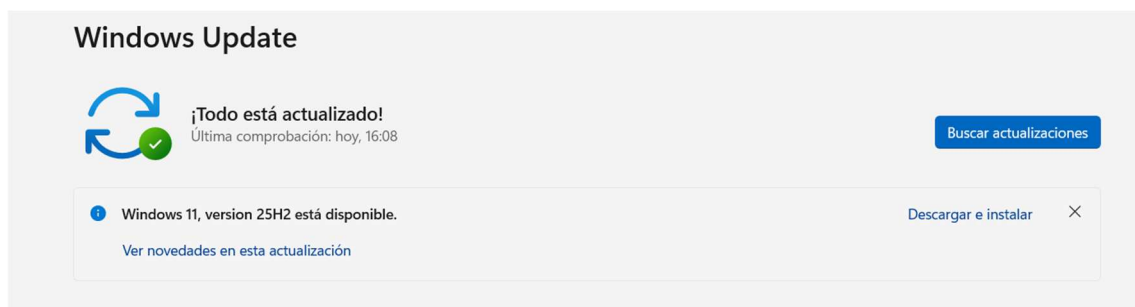 Windows Update
¡Todo está actualizado!
Última comprobación: hoy, 16:08
Buscar actualizaciones
Windows 11, version 25H2 está disponible.
Descargar e instalar
Ver novedades en esta actualización